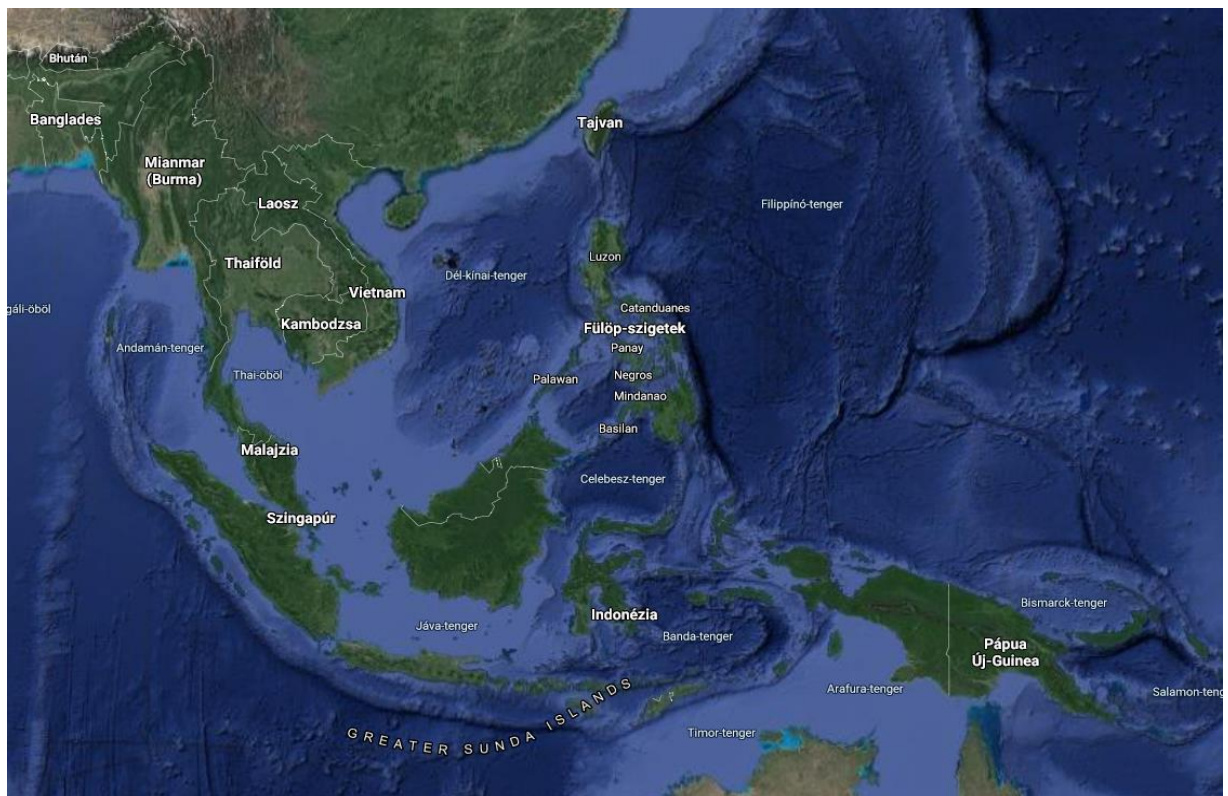 Bhután
Banglades
Tajvan
Mianmar
(Burma)
Laosz
Filippínó-tenger
Thaiföld
Luzon
Dél-kínai-tenger
Vietnam
gáli-öböl
Catanduanes
Kambodzsa
Fülöp-szigetek
Andamán-tenger
Panay
Thai-öböl
Palawan
Negros
Mindanao
Basilan
Malajzia
Celebesz-tenger
Szingapúr
Bismarck-tenger
Indonézia
Jáva-tenger
Banda-tenger
Pápua
Új-Guinea
Arafura-tenger
Salamon-teng
GREATER SUNDA ISLANDS
Timor-tenger